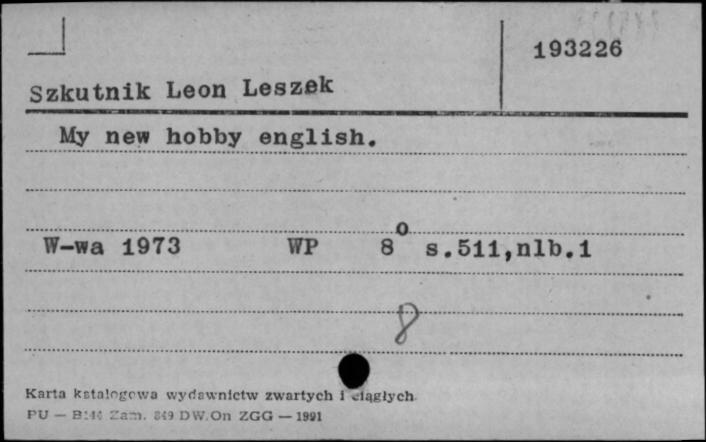 193226
Szkutnik Leon Leszek
My new hobby english.
W-wa 1973 WP 8° s.511,nlb.1
8
Karta katalogowa wydawnictw zwartych i ciągłych
PU — Zam. 849 DW.On ZGG — 1991